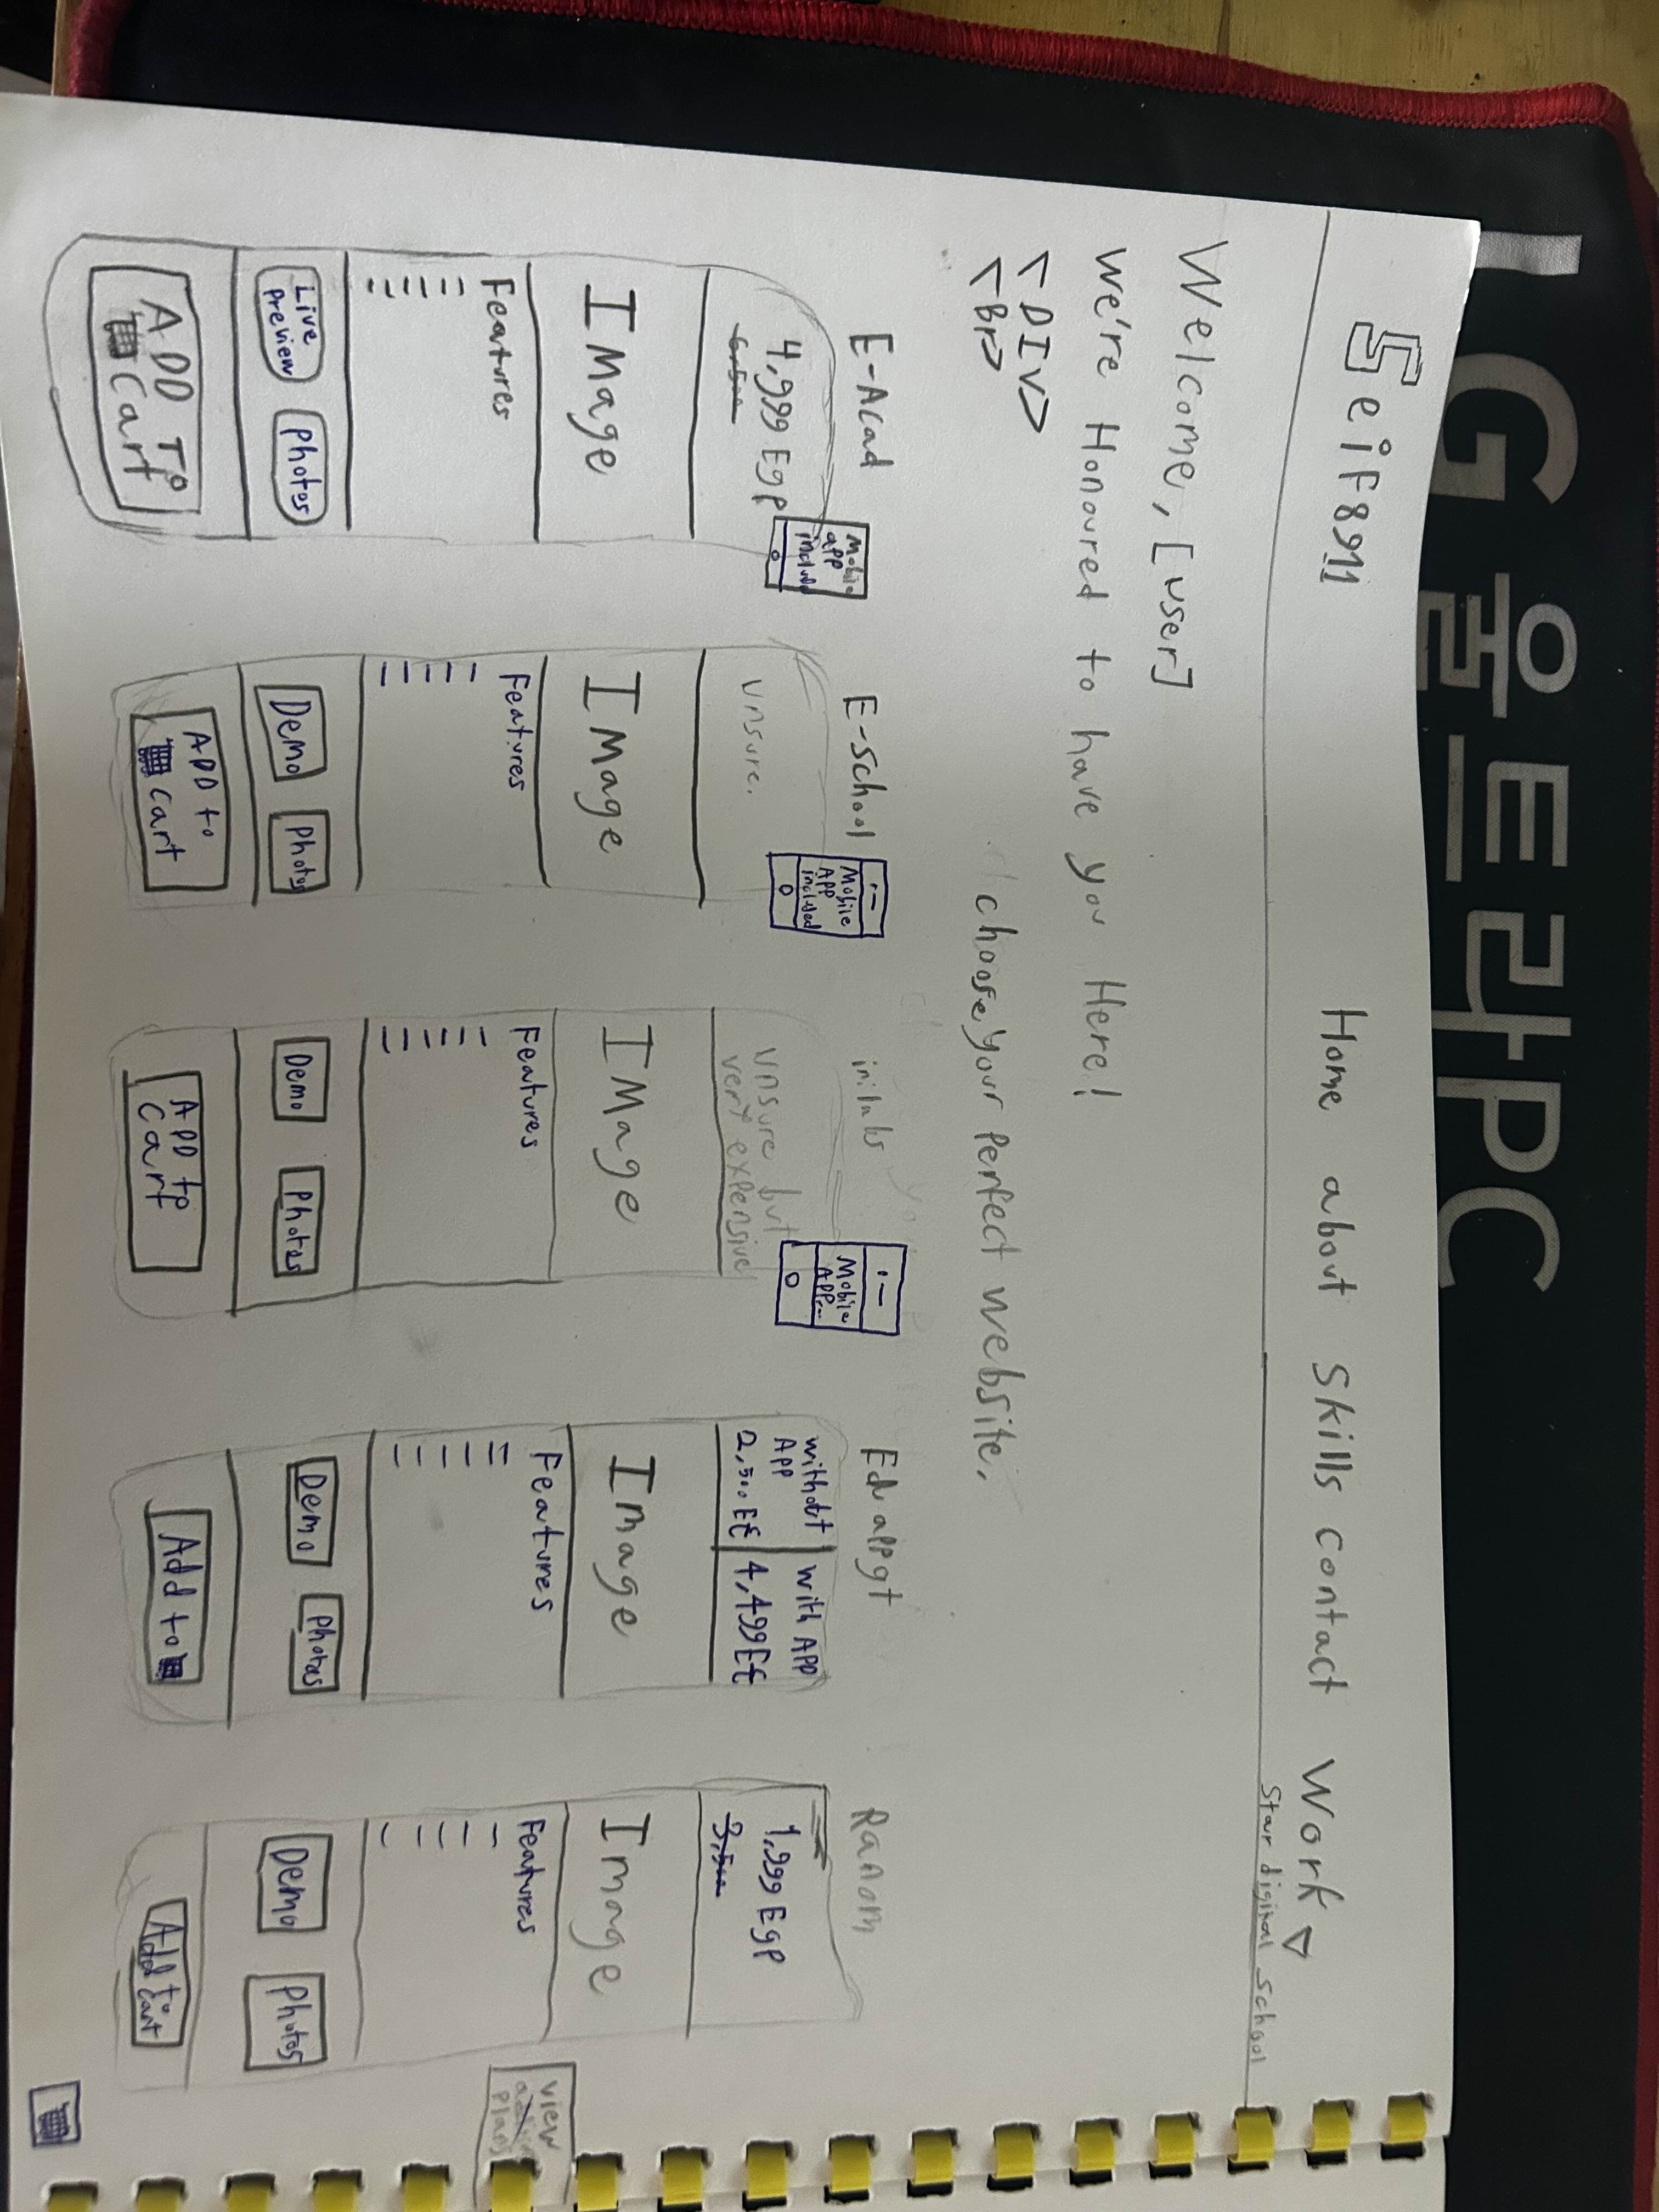 LG 울트라PC
Seif8911
Home about Skills contact Work
Star digital school
Welcome, [user]
we're Honoured to have you Here!
<DIV>
<Br>
choose your perfect website.
E-Acad
Mobile
app
include
4,999 Egp
6,500
IMage
Features
Live
Preview
photos
ADD To
cart
E-School
Mobile
APP
included
unsure.
IMage
Features
Demo
Photos
ADD to
cart
Mobile
APP...
unsure but
very expensive
IMage
Features
Demo
Photos
ADD to
cart
Edu appgt
without
APP
2,500 E£
with APP
4,499 E£
Image
Features
Demo
Photos
Add to
Ranom
1,999 Egp
3,500
Image
Features
Demo
Photos
Add to
cart
view
plans